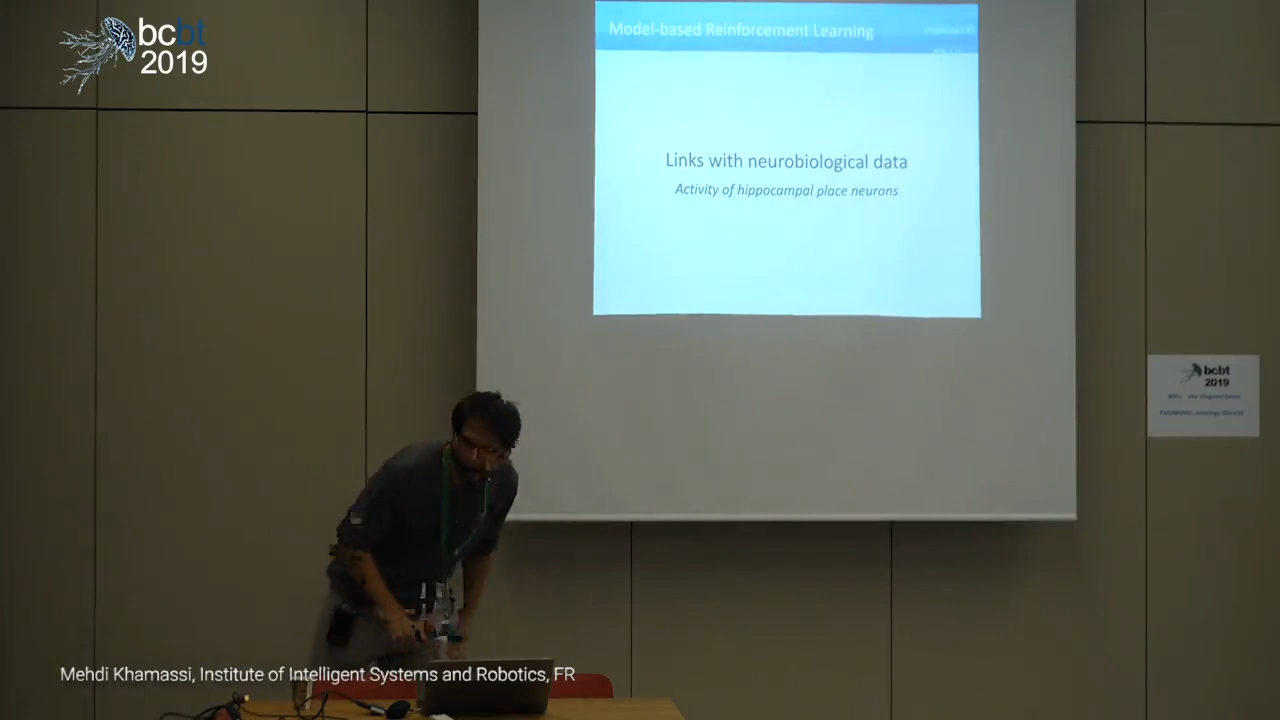 bcbt
2019
Model-based Reinforcement Learning
Links with neurobiological data
Activity of hippocampal place neurons
bcbt
2019
Mehdi Khamassi, Institute of Intelligent Systems and Robotics, FR